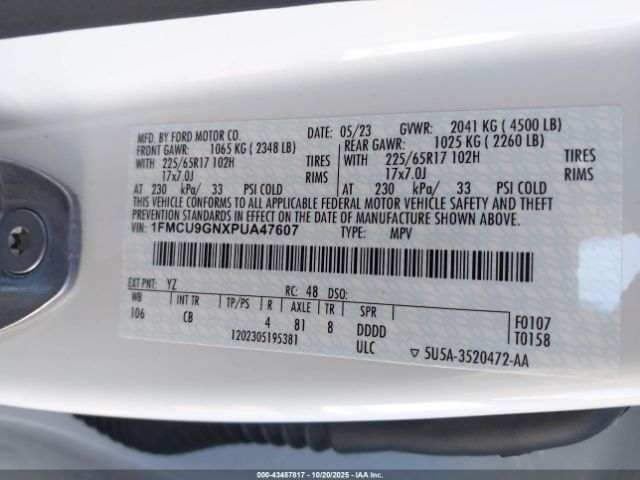 MFD. BY FORD MOTOR CO. DATE: 05/23 GVWR: 2041 KG ( 4500 LB)
FRONT GAWR: 1065 KG ( 2348 LB) REAR GAWR: 1025 KG ( 2260 LB)
WITH 225/65R17 102H TIRES WITH 225/65R17 102H TIRES
17x7.0J RIMS 17x7.0J RIMS
AT 230 kPa/ 33 PSI COLD AT 230 kPa/ 33 PSI COLD
THIS VEHICLE CONFORMS TO ALL APPLICABLE FEDERAL MOTOR VEHICLE SAFETY, BUMPER,
AND THEFT PREVENTION STANDARDS IN EFFECT ON THE DATE OF MANUFACTURE SHOWN ABOVE.
VIN: 1FMCU9GNXPUA47607 TYPE: MPV
EXT PNT: YZ RC: 48 DSO:
WB INT TR TP/PS R AXLE TR SPR
106 CB 4 81 8 DDDD
F0107
T0158
1202305195381 ULC 5U5A-3520472-AA
000-43487817 | 10/20/2025 | IAA, Inc.